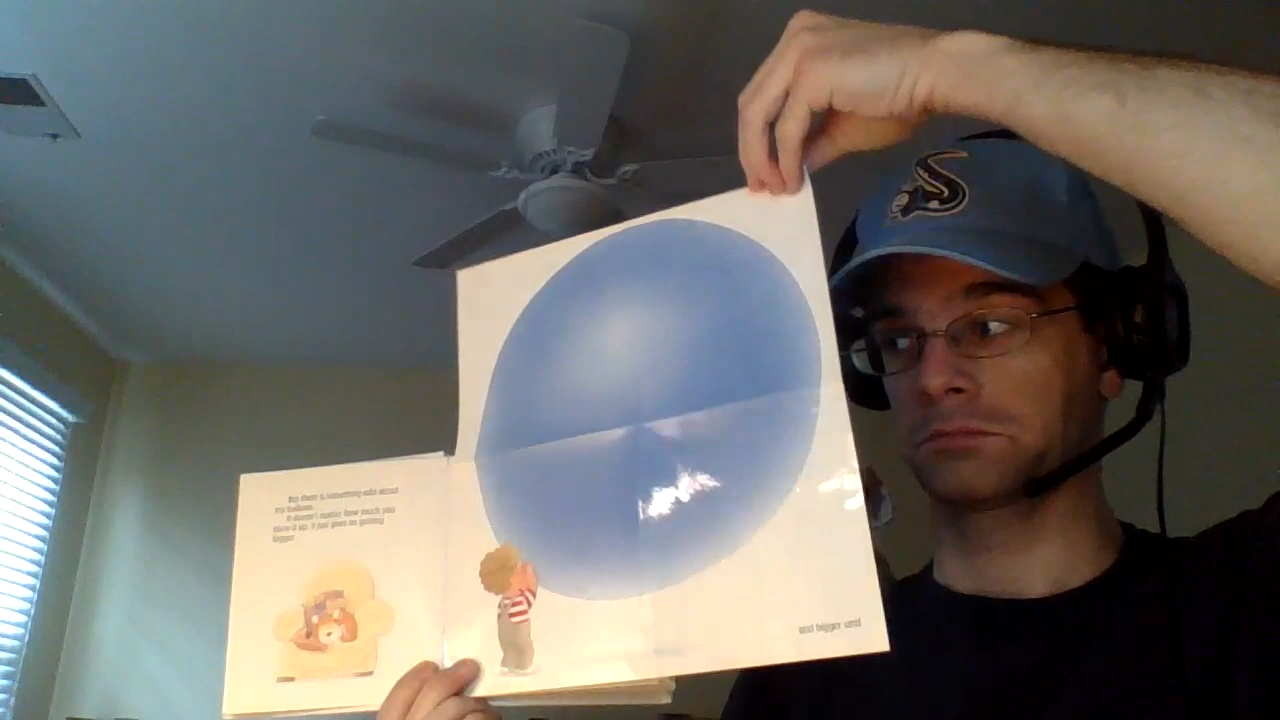 But there is something odd about
my balloon.
It doesn't matter how much you
blow it up, it just goes on getting
bigger
and bigger and
S